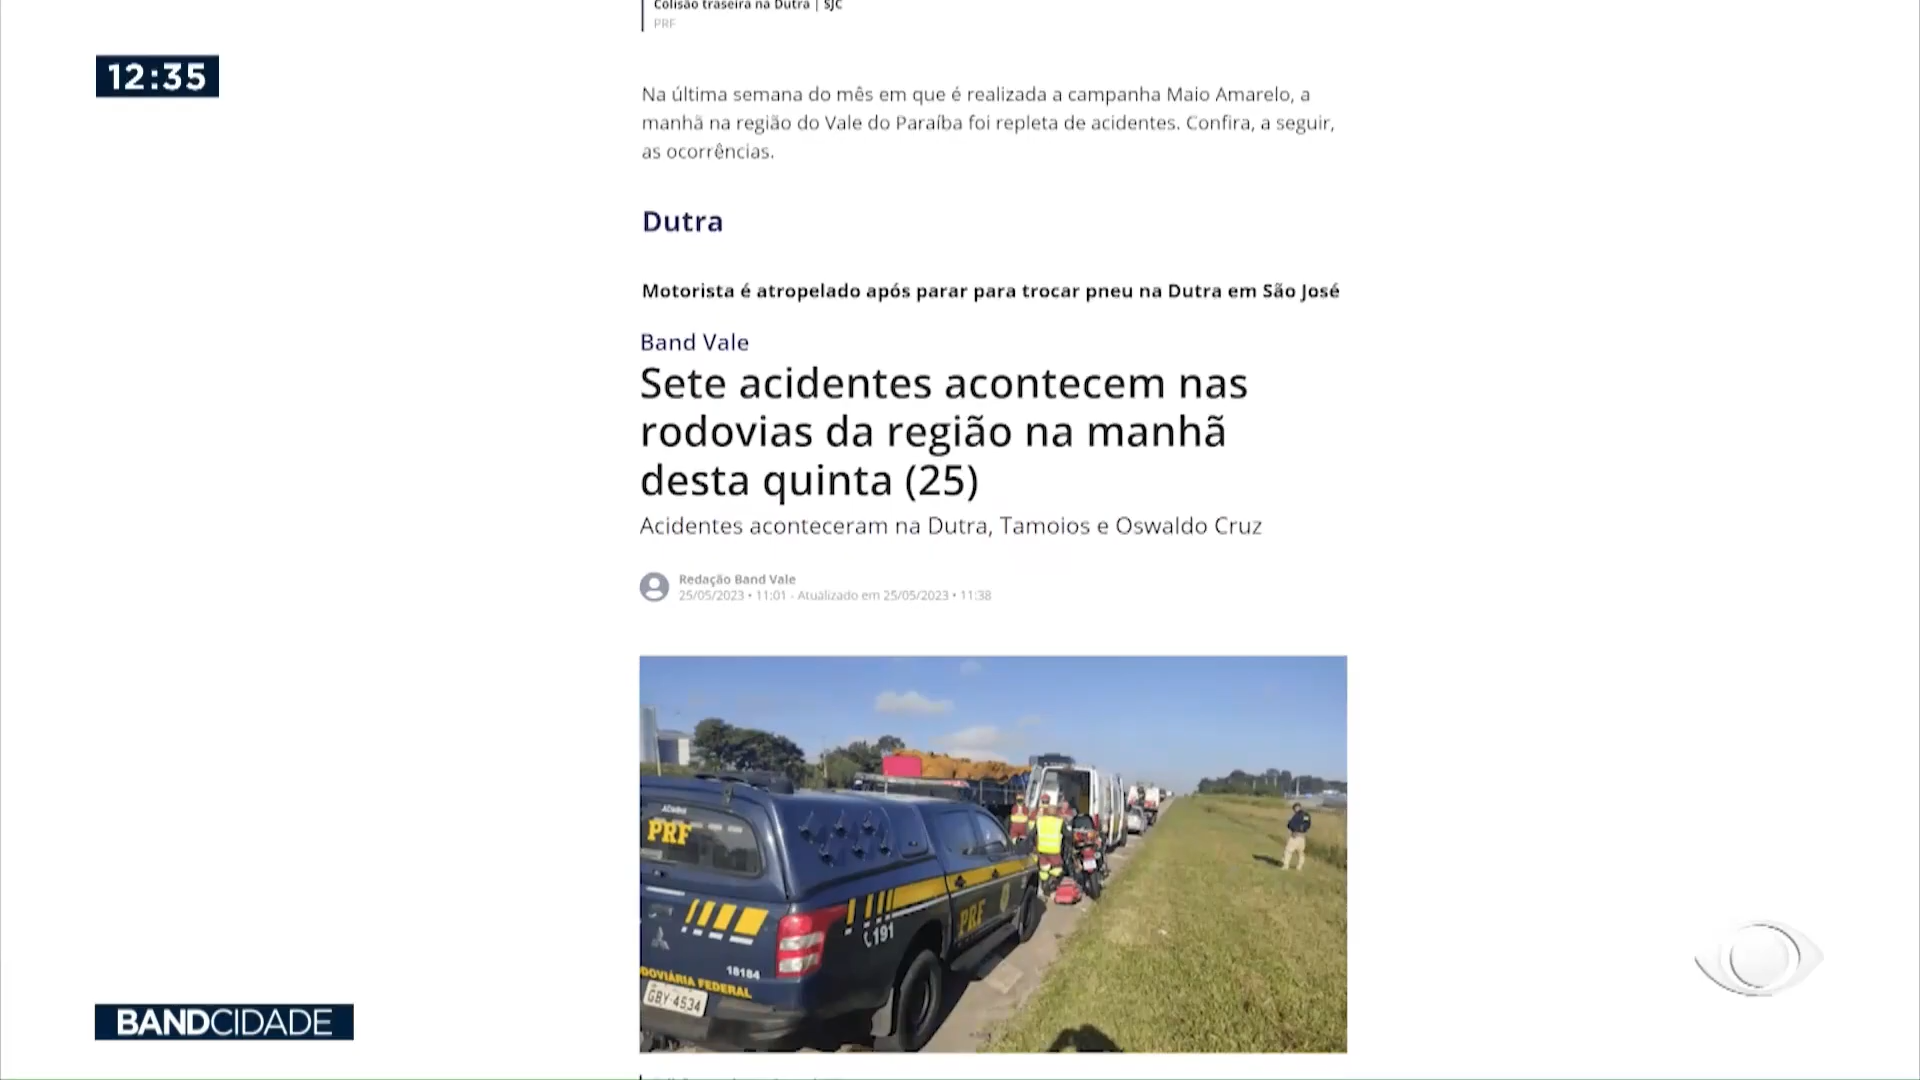 Colisão traseira na Dutra | SJC
PRF
12:35
Na última semana do mês em que é realizada a campanha Maio Amarelo, a
manhã na região do Vale do Paraíba foi repleta de acidentes. Confira, a seguir,
as ocorrências.
Dutra
Motorista é atropelado após parar para trocar pneu na Dutra em São José
Band Vale
Sete acidentes acontecem nas
rodovias da região na manhã
desta quinta (25)
Acidentes aconteceram na Dutra, Tamoios e Oswaldo Cruz
Redação Band Vale
25/05/2023 • 11:01 - Atualizado em 25/05/2023 • 11:38
PRF
191
PRF
18184
DOVIÁRIA FEDERAL
GBY-4534
BANDCIDADE